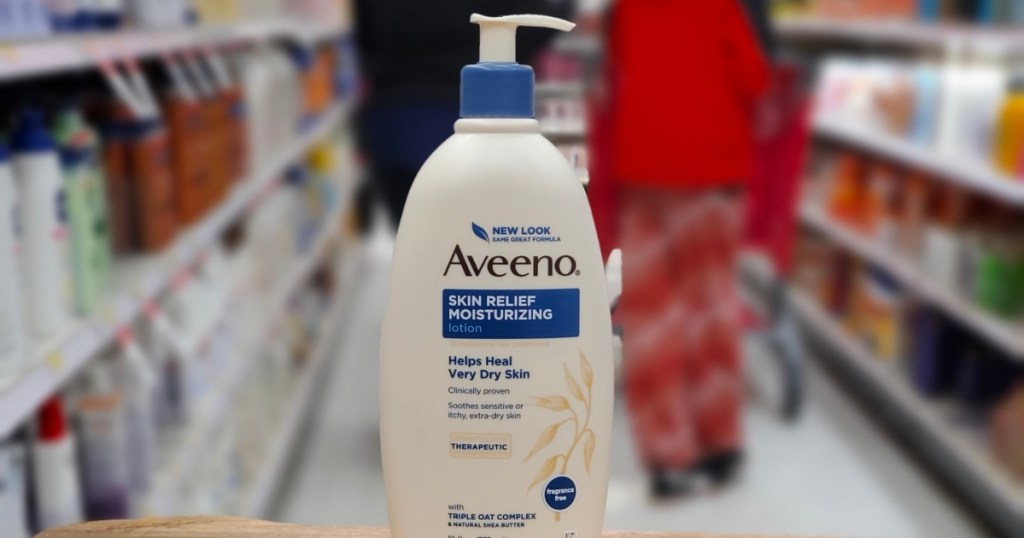 NEW LOOK
SAME GREAT FORMULA
Aveeno®
SKIN RELIEF
MOISTURIZING
lotion
Helps Heal
Very Dry Skin
Clinically proven
Soothes sensitive or
itchy, extra-dry skin
THERAPEUTIC
fragrance
free
with
TRIPLE OAT COMPLEX
& NATURAL SHEA BUTTER